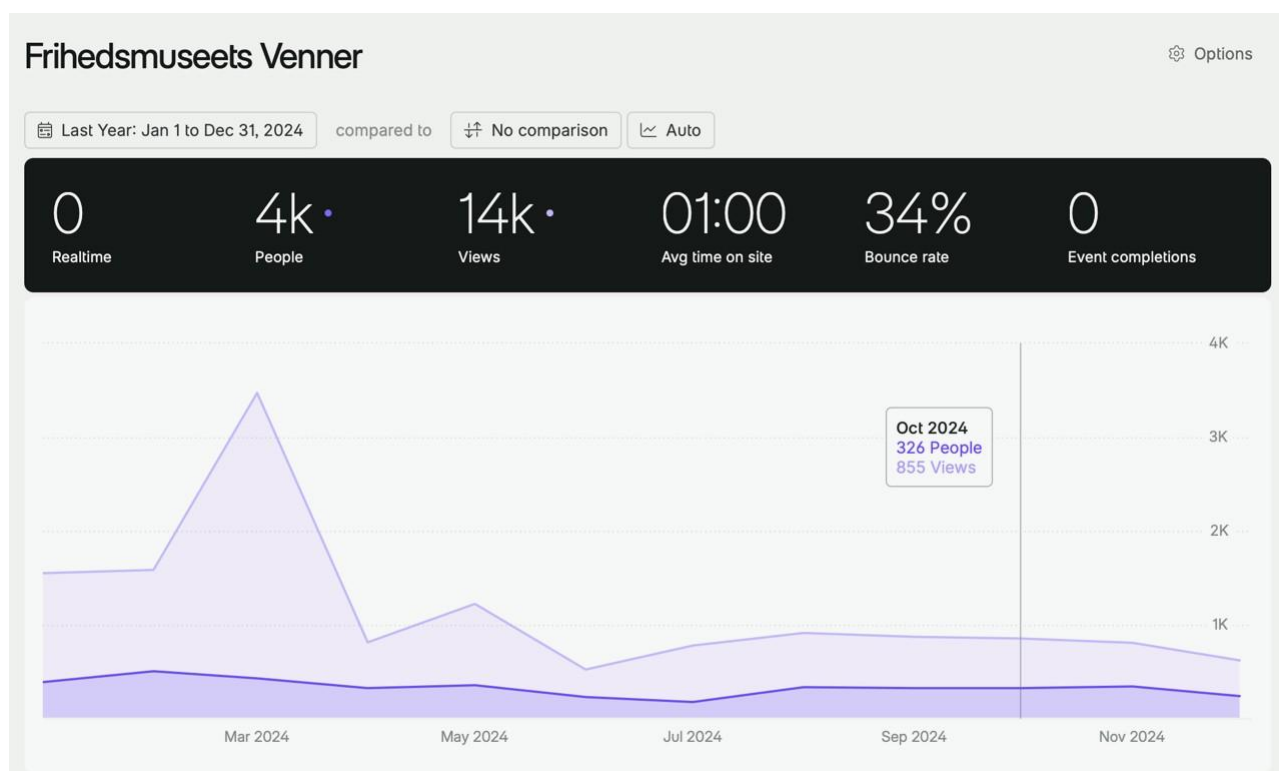 Frihedsmuseets Venner
Options
Last Year: Jan 1 to Dec 31, 2024 compared to No comparison Auto
0 4k 14k 01:00 34% 0
Realtime People Views Avg time on site Bounce rate Event completions
4K
Oct 2024
3K
326 People
855 Views
2K
1K
Mar 2024 May 2024 Jul 2024 Sep 2024 Nov 2024